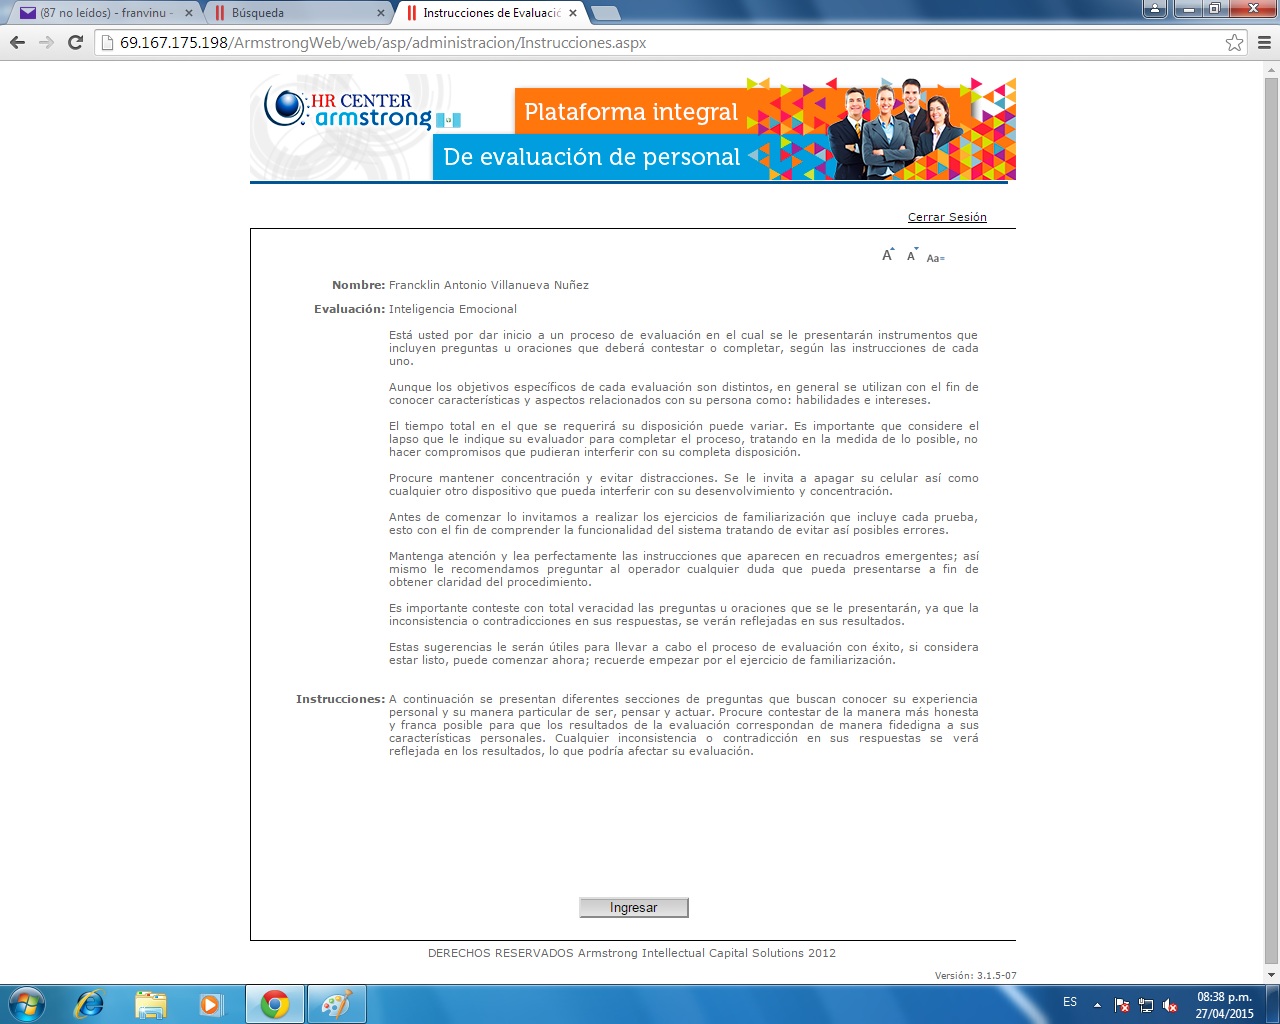 (87 no leídos) - franvinu -
Búsqueda
Instrucciones de Evaluació
69.167.175.198/ArmstrongWeb/web/asp/administracion/Instrucciones.aspx
HR CENTER
armstrong
Plataforma integral
De evaluación de personal
Cerrar Sesión
A A Aa=
Nombre: Francklin Antonio Villanueva Nuñez
Evaluación: Inteligencia Emocional
Está usted por dar inicio a un proceso de evaluación en el cual se le presentarán instrumentos que
incluyen preguntas u oraciones que deberá contestar o completar, según las instrucciones de cada
uno.
Aunque los objetivos específicos de cada evaluación son distintos, en general se utilizan con el fin de
conocer características y aspectos relacionados con su persona como: habilidades e intereses.
El tiempo total en el que se requerirá su disposición puede variar. Es importante que considere el
lapso que le indique su evaluador para completar el proceso, tratando en la medida de lo posible, no
hacer compromisos que pudieran interferir con su completa disposición.
Procure mantener concentración y evitar distracciones. Se le invita a apagar su celular así como
cualquier otro dispositivo que pueda interferir con su desenvolvimiento y concentración.
Antes de comenzar lo invitamos a realizar los ejercicios de familiarización que incluye cada prueba,
esto con el fin de comprender la funcionalidad del sistema tratando de evitar así posibles errores.
Mantenga atención y lea perfectamente las instrucciones que aparecen en recuadros emergentes; así
mismo le recomendamos preguntar al operador cualquier duda que pueda presentarse a fin de
obtener claridad del procedimiento.
Es importante conteste con total veracidad las preguntas u oraciones que se le presentarán, ya que la
inconsistencia o contradicciones en sus respuestas, se verán reflejadas en sus resultados.
Estas sugerencias le serán útiles para llevar a cabo el proceso de evaluación con éxito, si considera
estar listo, puede comenzar ahora; recuerde empezar por el ejercicio de familiarización.
Instrucciones: A continuación se presentan diferentes secciones de preguntas que buscan conocer su experiencia
personal y su manera particular de ser, pensar y actuar. Procure contestar de la manera más honesta
y franca posible para que los resultados de la evaluación correspondan de manera fidedigna a sus
características personales. Cualquier inconsistencia o contradicción en sus respuestas se verá
reflejada en los resultados, lo que podría afectar su evaluación.
Ingresar
DERECHOS RESERVADOS Armstrong Intellectual Capital Solutions 2012
Versión: 3.1.5-07
ES
08:38 p.m.
27/04/2015